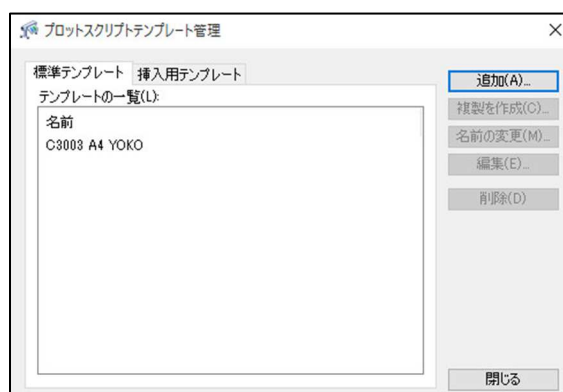 プロットスクリプトテンプレート管理
標準テンプレート 挿入用テンプレート
テンプレートの一覧(L):
名前
C3003 A4 YOKO
追加(A)...
複製を作成(C)...
名前の変更(M)...
編集(E)...
削除(D)
閉じる